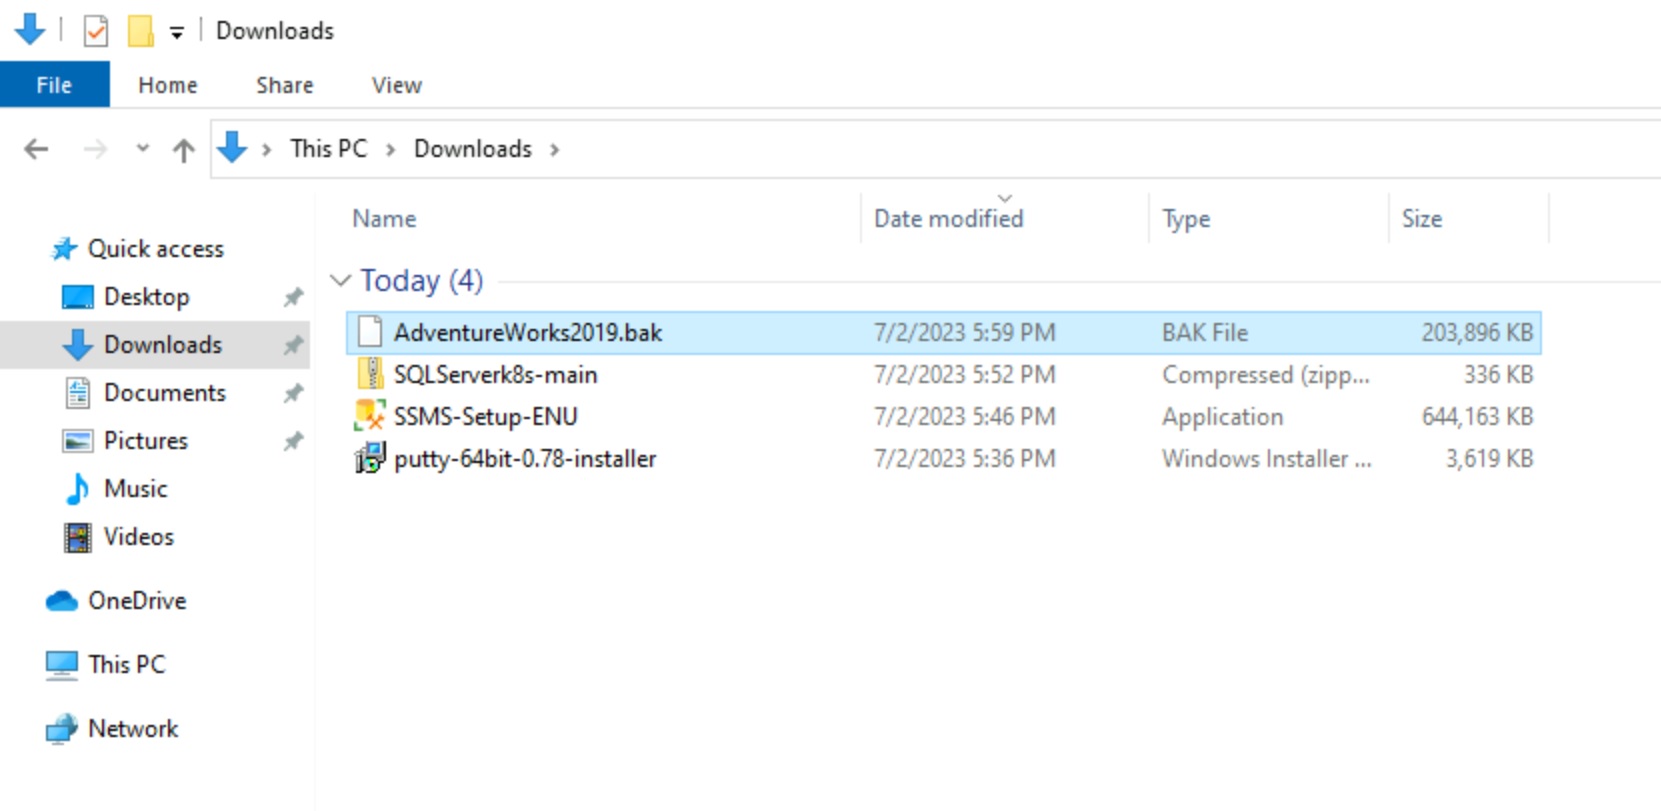 Downloads
File Home Share View
This PC Downloads
Name Date modified Type Size
Quick access
Desktop
Downloads
Documents
Pictures
Music
Videos
OneDrive
This PC
Network
Today (4)
AdventureWorks2019.bak 7/2/2023 5:59 PM BAK File 203,896 KB
SQLServerk8s-main 7/2/2023 5:52 PM Compressed (zipp... 336 KB
SSMS-Setup-ENU 7/2/2023 5:46 PM Application 644,163 KB
putty-64bit-0.78-installer 7/2/2023 5:36 PM Windows Installer ... 3,619 KB